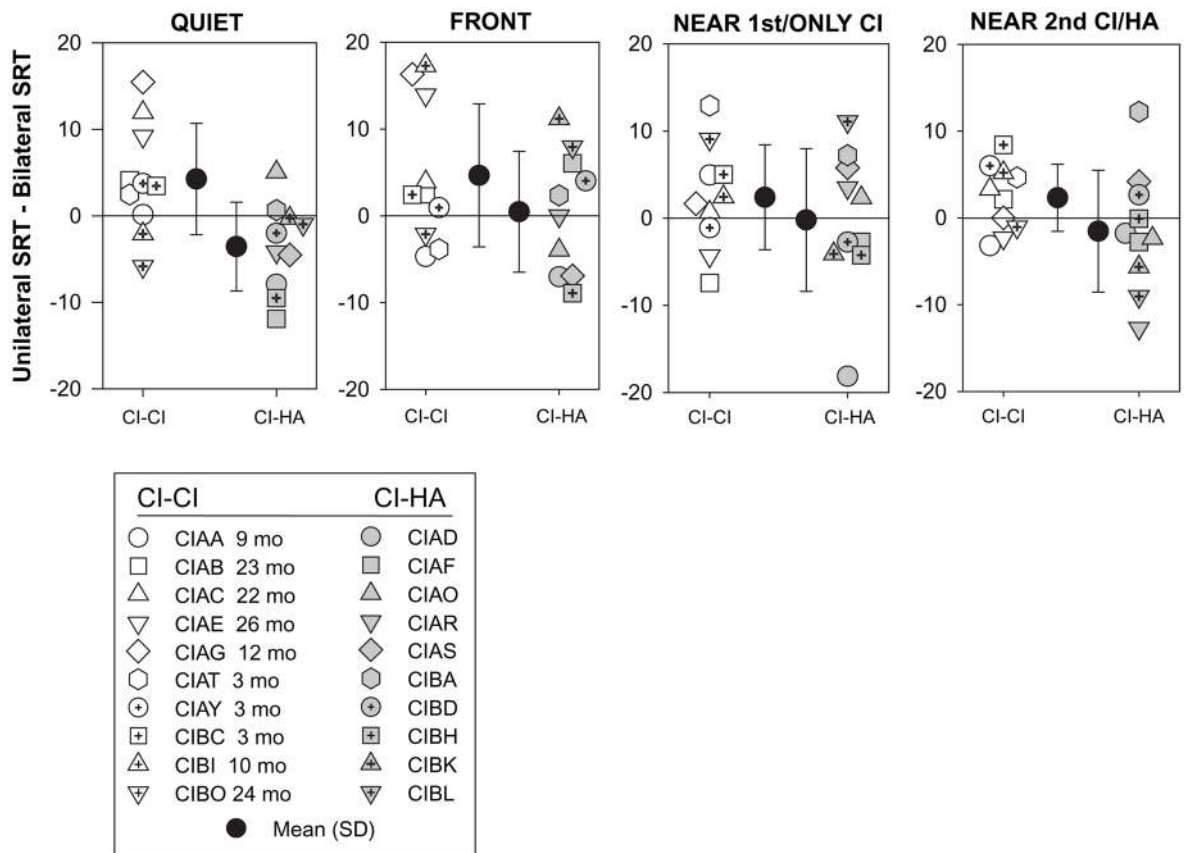 QUIET FRONT NEAR 1st/ONLY CI NEAR 2nd CI/HA
Unilateral SRT - Bilateral SRT
20 20 20 20
10 10 10 10
0 0 0 0
-10 -10 -10 -10
-20 -20 -20 -20
CI-CI CI-HA CI-CI CI-HA CI-CI CI-HA CI-CI CI-HA
CI-CI CI-HA
CIAA 9 mo CIAD
CIAB 23 mo CIAF
CIAC 22 mo CIAO
CIAE 26 mo CIAR
CIAG 12 mo CIAS
CIAT 3 mo CIBA
CIAY 3 mo CIBD
CIBC 3 mo CIBH
CIBI 10 mo CIBK
CIBO 24 mo CIBL
Mean (SD)